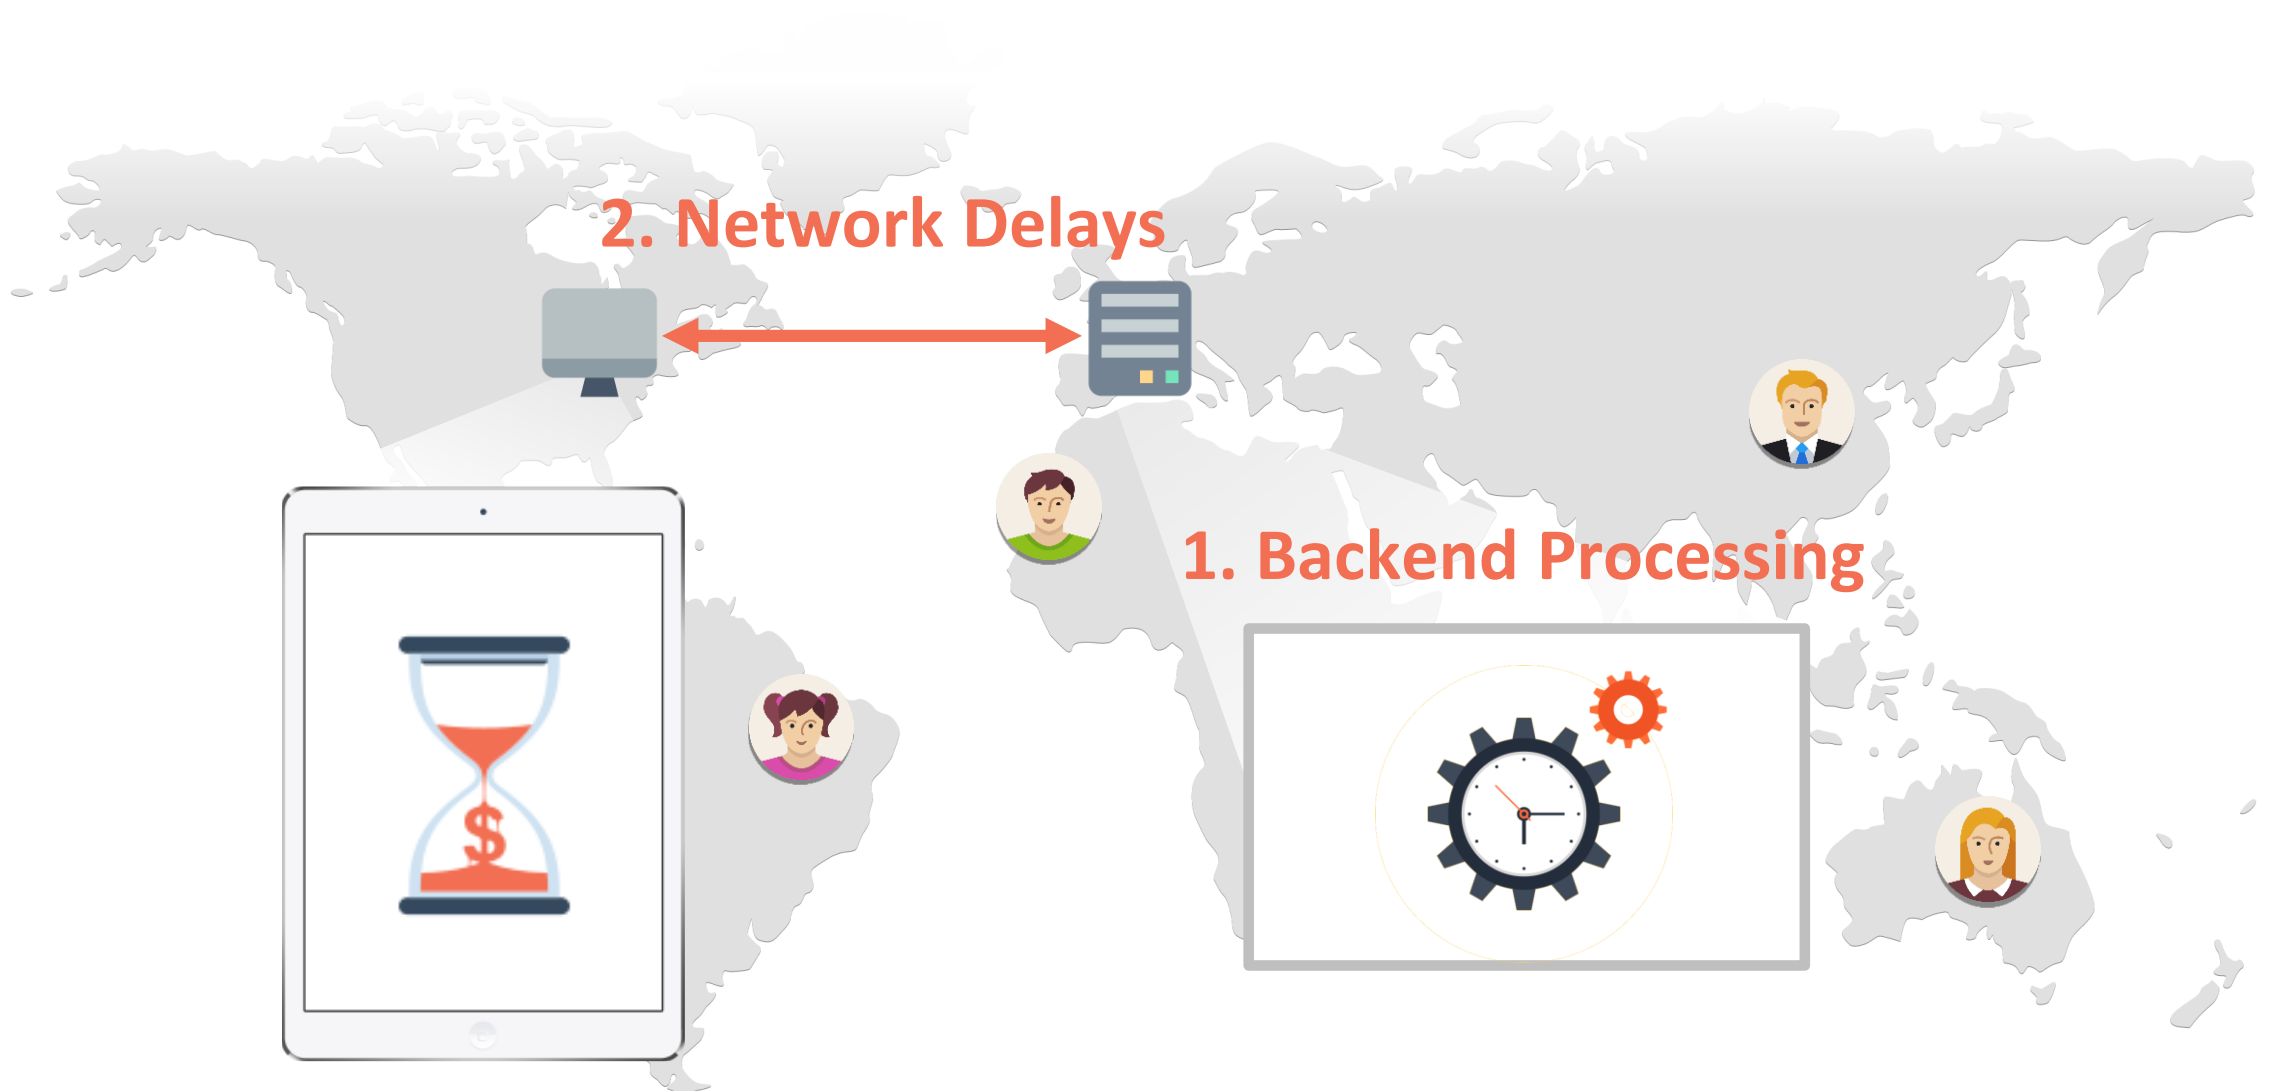 2. Network Delays
1. Backend Processing
$